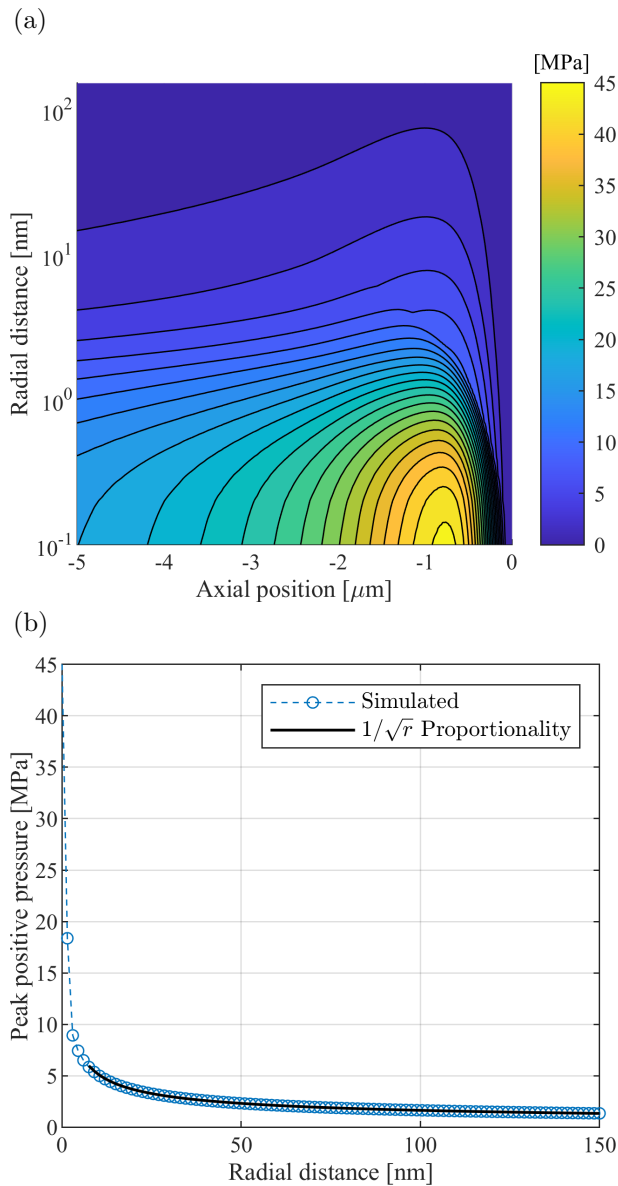 (a)
[MPa]
10^2
10^1
10^0
10^-1
Radial distance [nm]
-5 -4 -3 -2 -1 0
Axial position [μm]
45
40
35
30
25
20
15
10
5
0
(b)
45
40
35
30
25
20
15
10
5
0
Peak positive pressure [MPa]
Simulated
1/√r Proportionality
0 50 100 150
Radial distance [nm]